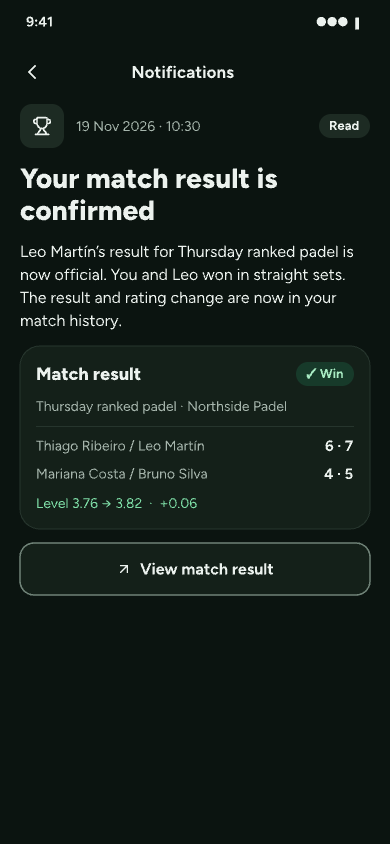 9:41
Notifications
19 Nov 2026 · 10:30
Read
Your match result is
confirmed
Leo Martín’s result for Thursday ranked padel is
now official. You and Leo won in straight sets.
The result and rating change are now in your
match history.
Match result
✓ Win
Thursday ranked padel · Northside Padel
Thiago Ribeiro / Leo Martín
6 · 7
Mariana Costa / Bruno Silva
4 · 5
Level 3.76 → 3.82 · +0.06
View match result